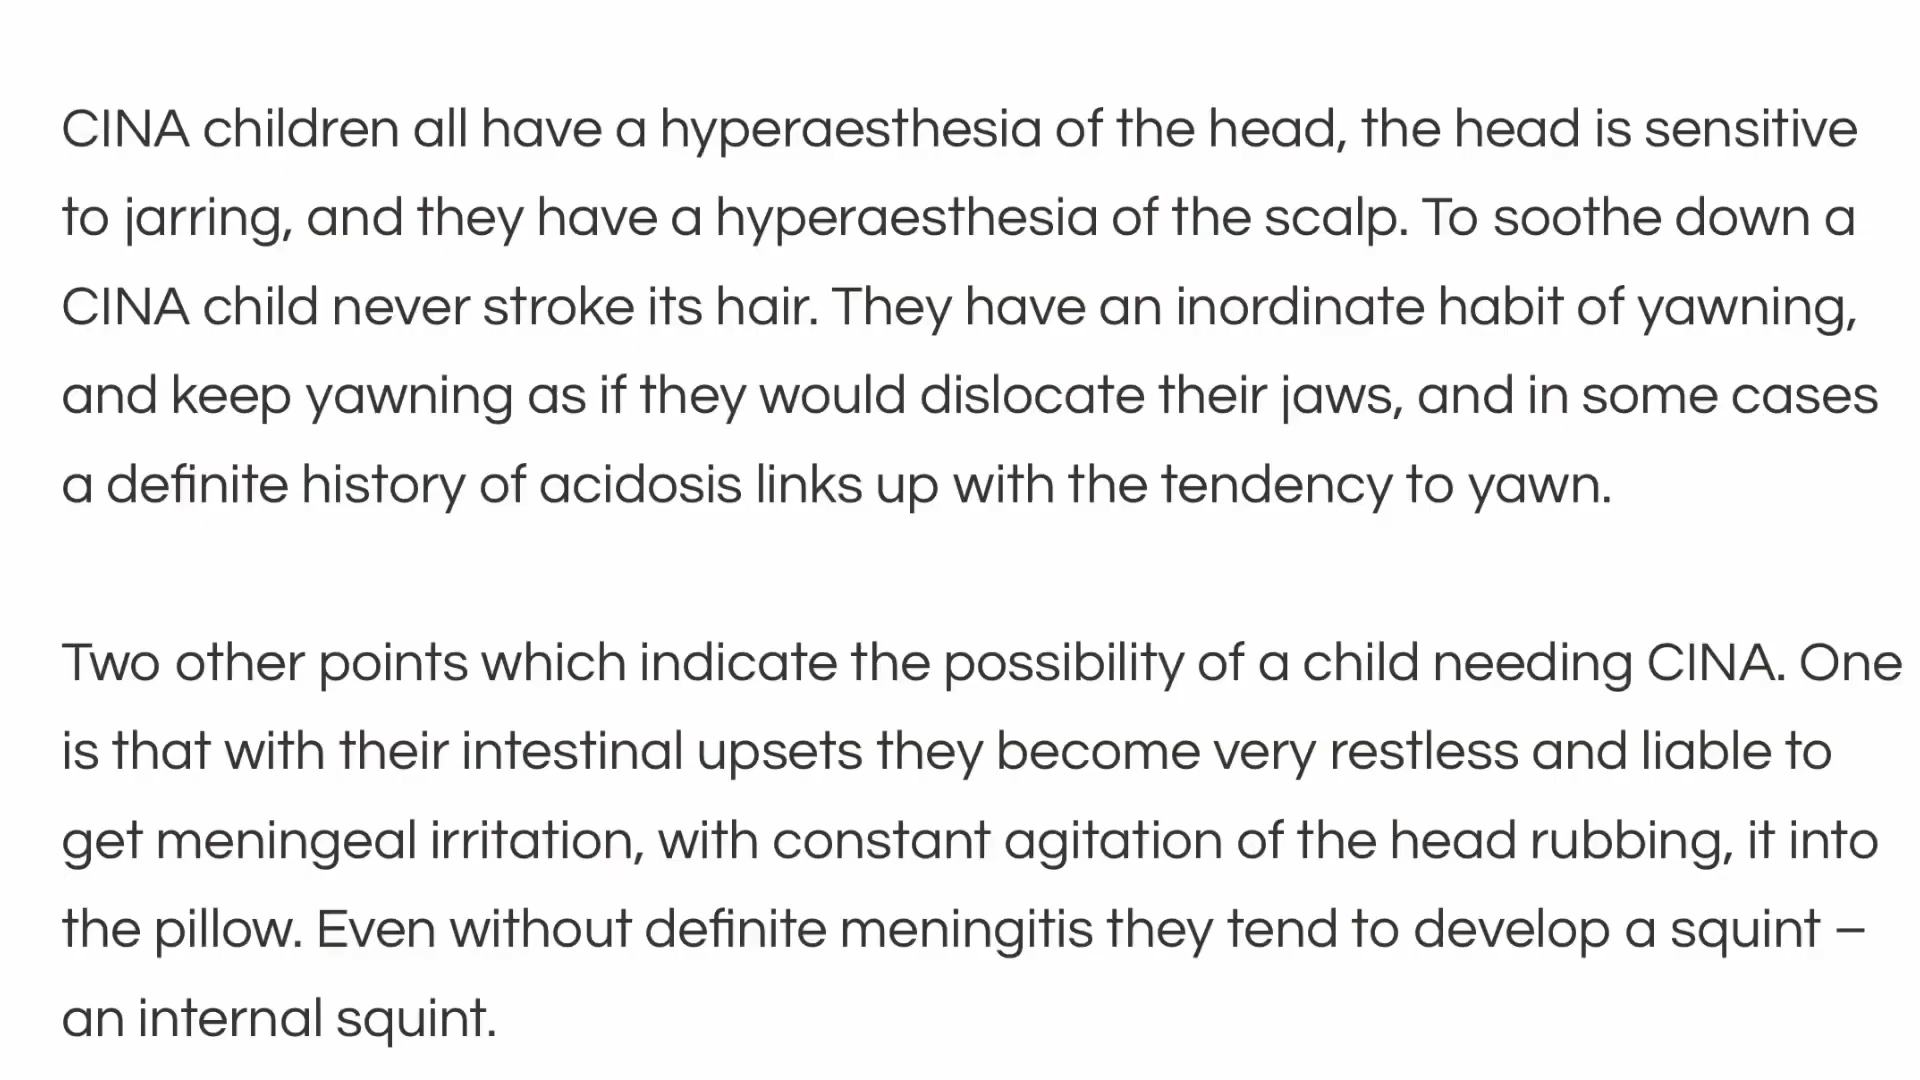 CINA children all have a hyperaesthesia of the head, the head is sensitive
to jarring, and they have a hyperaesthesia of the scalp. To soothe down a
CINA child never stroke its hair. They have an inordinate habit of yawning,
and keep yawning as if they would dislocate their jaws, and in some cases
a definite history of acidosis links up with the tendency to yawn.
Two other points which indicate the possibility of a child needing CINA. One
is that with their intestinal upsets they become very restless and liable to
get meningeal irritation, with constant agitation of the head rubbing, it into
the pillow. Even without definite meningitis they tend to develop a squint –
an internal squint.